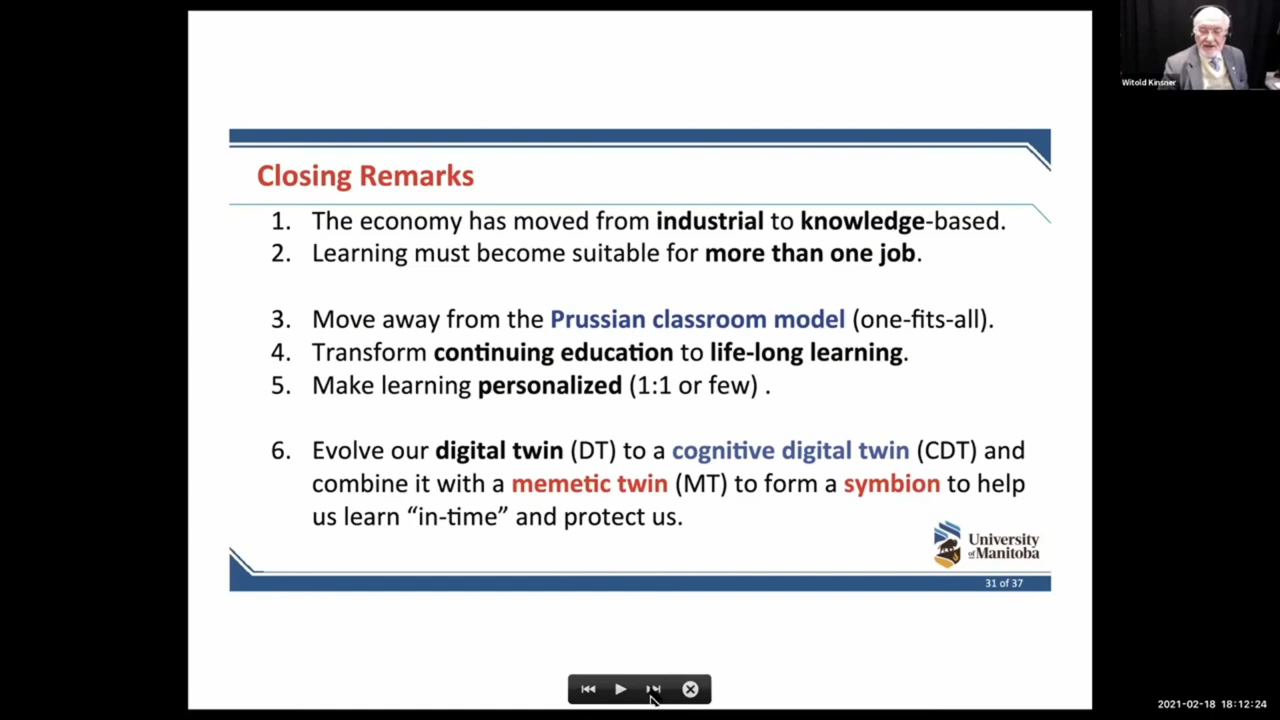 Witold Kinsner
Closing Remarks
1. The economy has moved from industrial to knowledge-based.
2. Learning must become suitable for more than one job.
3. Move away from the Prussian classroom model (one-fits-all).
4. Transform continuing education to life-long learning.
5. Make learning personalized (1:1 or few) .
6. Evolve our digital twin (DT) to a cognitive digital twin (CDT) and
combine it with a memetic twin (MT) to form a symbion to help
us learn “in-time” and protect us.
University
of Manitoba
31 of 37
2021-02-18 18:12:24